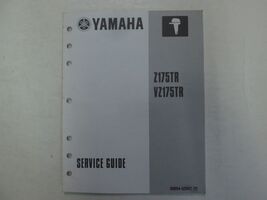 YAMAHA
Z175TR
VZ175TR
SERVICE GUIDE